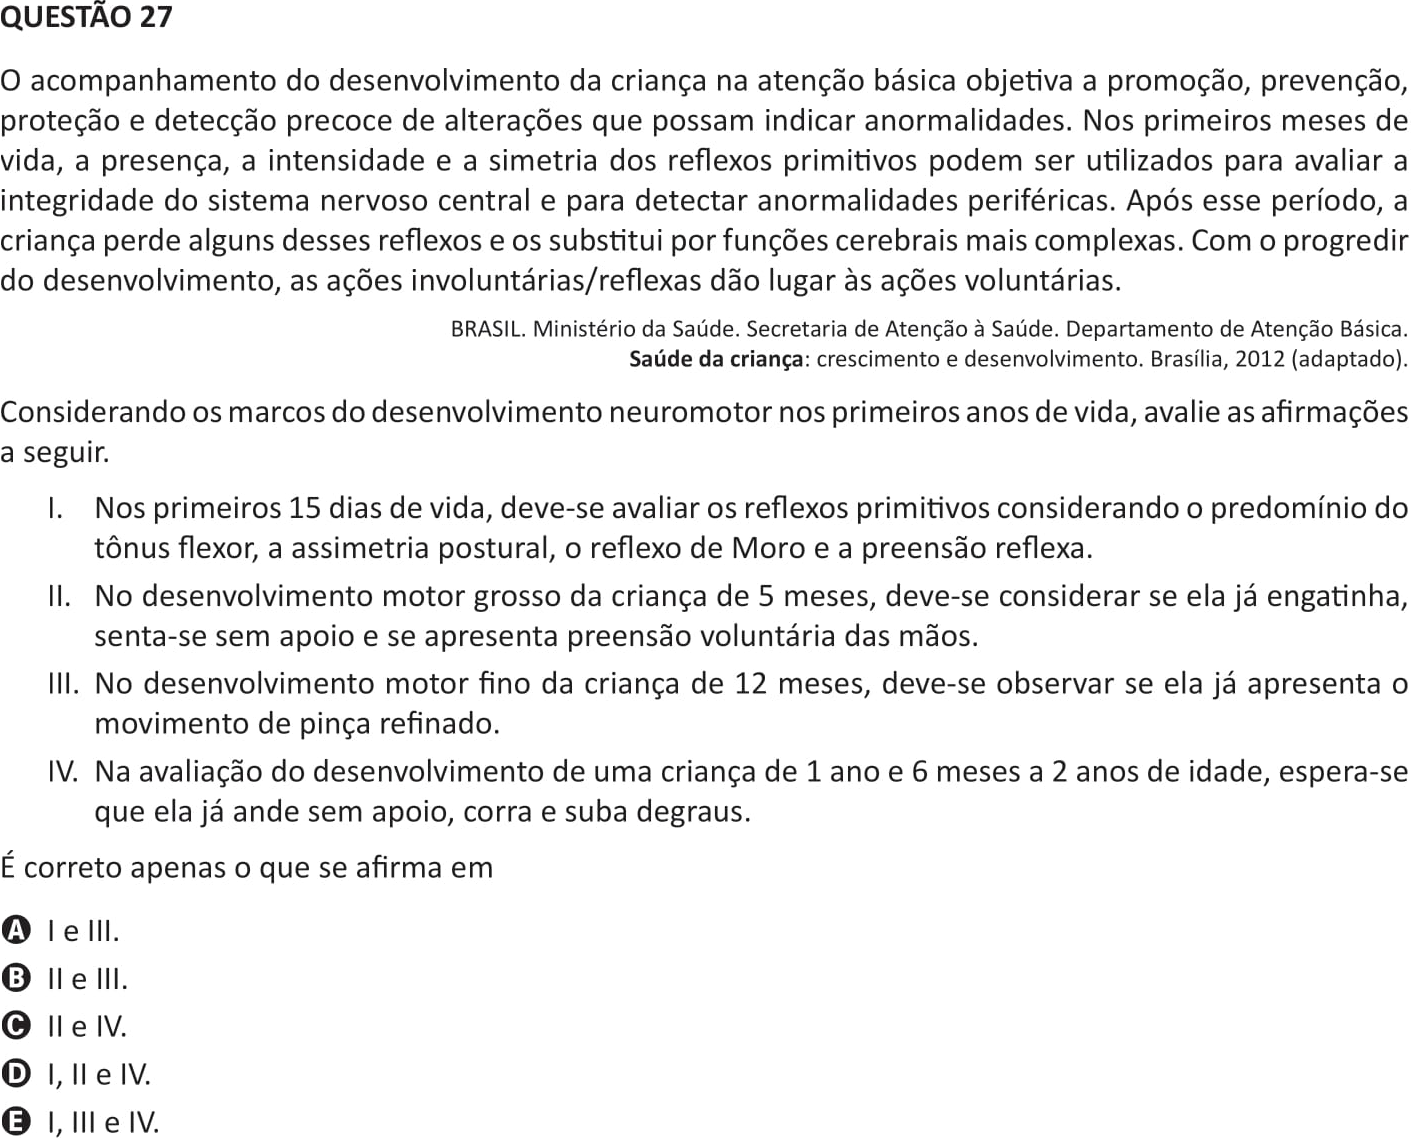 QUESTÃO 27
O acompanhamento do desenvolvimento da criança na atenção básica objetiva a promoção, prevenção,
proteção e detecção precoce de alterações que possam indicar anormalidades. Nos primeiros meses de
vida, a presença, a intensidade e a simetria dos reflexos primitivos podem ser utilizados para avaliar a
integridade do sistema nervoso central e para detectar anormalidades periféricas. Após esse período, a
criança perde alguns desses reflexos e os substitui por funções cerebrais mais complexas. Com o progredir
do desenvolvimento, as ações involuntárias/reflexas dão lugar às ações voluntárias.
BRASIL. Ministério da Saúde. Secretaria de Atenção à Saúde. Departamento de Atenção Básica.
Saúde da criança: crescimento e desenvolvimento. Brasília, 2012 (adaptado).
Considerando os marcos do desenvolvimento neuromotor nos primeiros anos de vida, avalie as afirmações
a seguir.
I. Nos primeiros 15 dias de vida, deve-se avaliar os reflexos primitivos considerando o predomínio do
tônus flexor, a assimetria postural, o reflexo de Moro e a preensão reflexa.
II. No desenvolvimento motor grosso da criança de 5 meses, deve-se considerar se ela já engatinha,
senta-se sem apoio e se apresenta preensão voluntária das mãos.
III. No desenvolvimento motor fino da criança de 12 meses, deve-se observar se ela já apresenta o
movimento de pinça refinado.
IV. Na avaliação do desenvolvimento de uma criança de 1 ano e 6 meses a 2 anos de idade, espera-se
que ela já ande sem apoio, corra e suba degraus.
É correto apenas o que se afirma em
A I e III.
B II e III.
C II e IV.
D I, II e IV.
E I, III e IV.